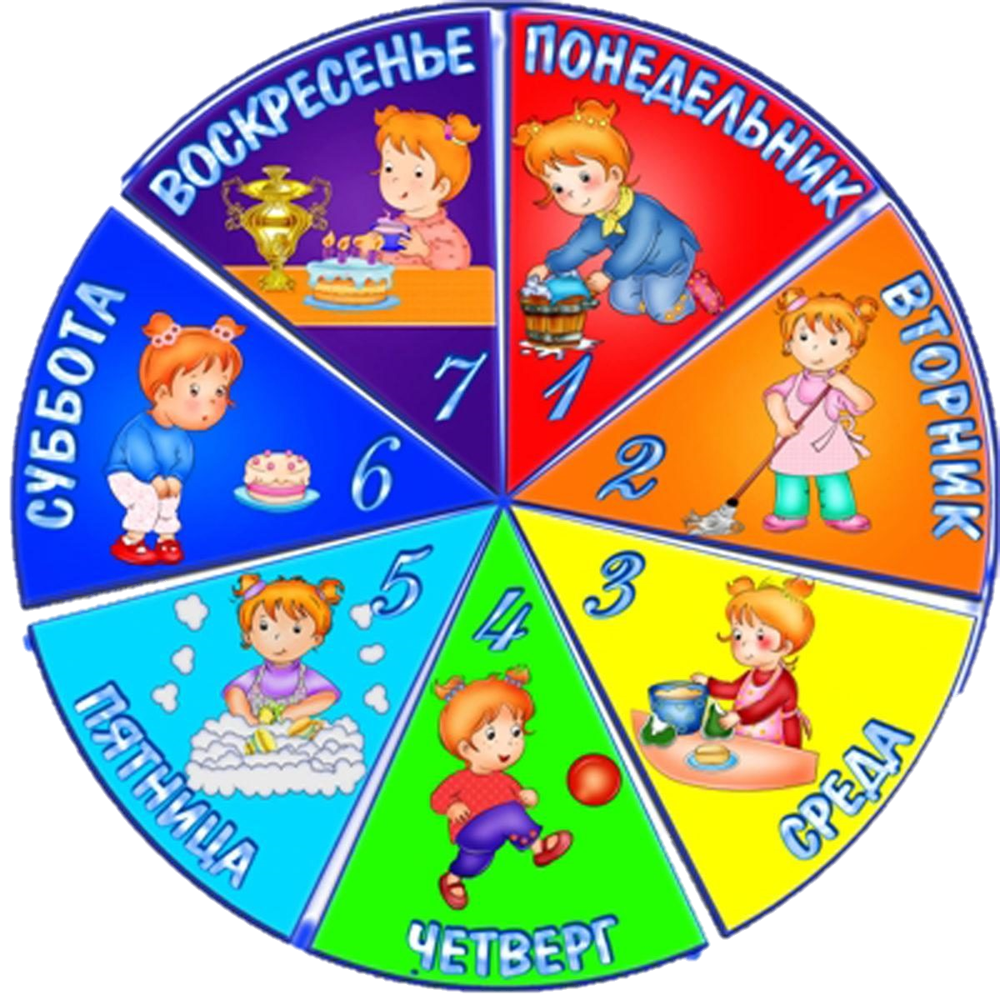 ПОНЕДЕЛЬНИК
1
ВТОРНИК
2
СРЕДА
3
ЧЕТВЕРГ
4
ПЯТНИЦА
5
СУББОТА
6
ВОСКРЕСЕНЬЕ
7